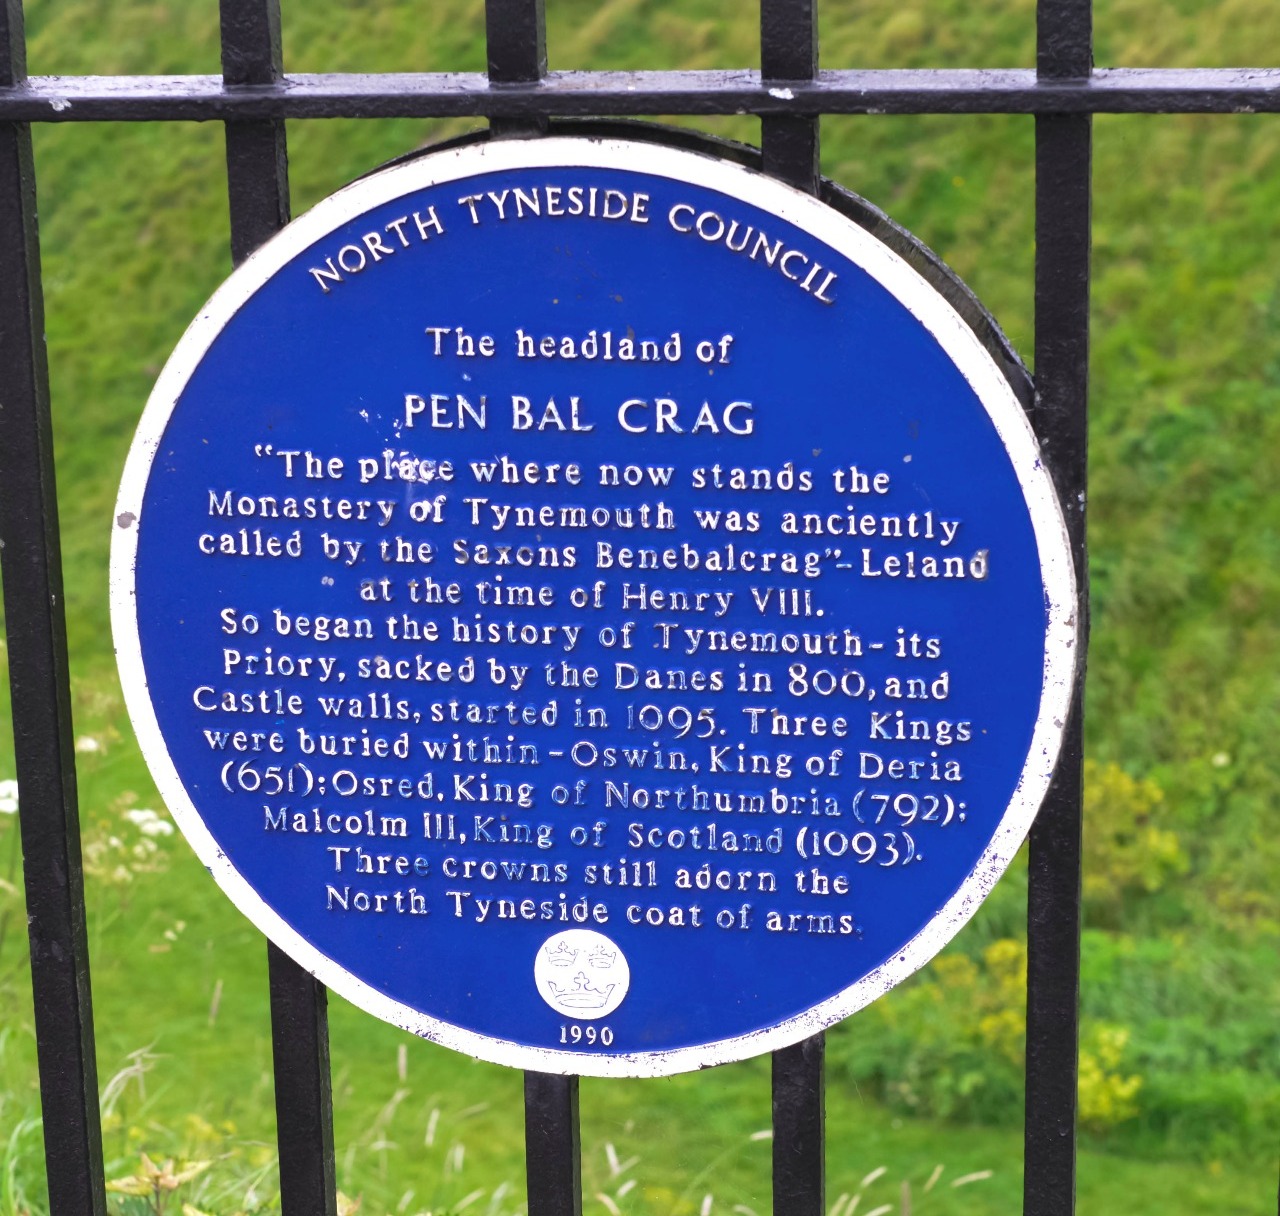 NORTH TYNESIDE COUNCIL
The headland of
PEN BAL CRAG
“The place where now stands the
Monastery of Tynemouth was anciently
called by the Saxons Benebalcrag”-Leland
at the time of Henry VIII.
So began the history of Tynemouth-its
Priory, sacked by the Danes in 800, and
Castle walls, started in 1095. Three Kings
were buried within-Oswin, King of Deria
(651); Osred, King of Northumbria (792);
Malcolm III, King of Scotland (1093).
Three crowns still adorn the
North Tyneside coat of arms.
1990